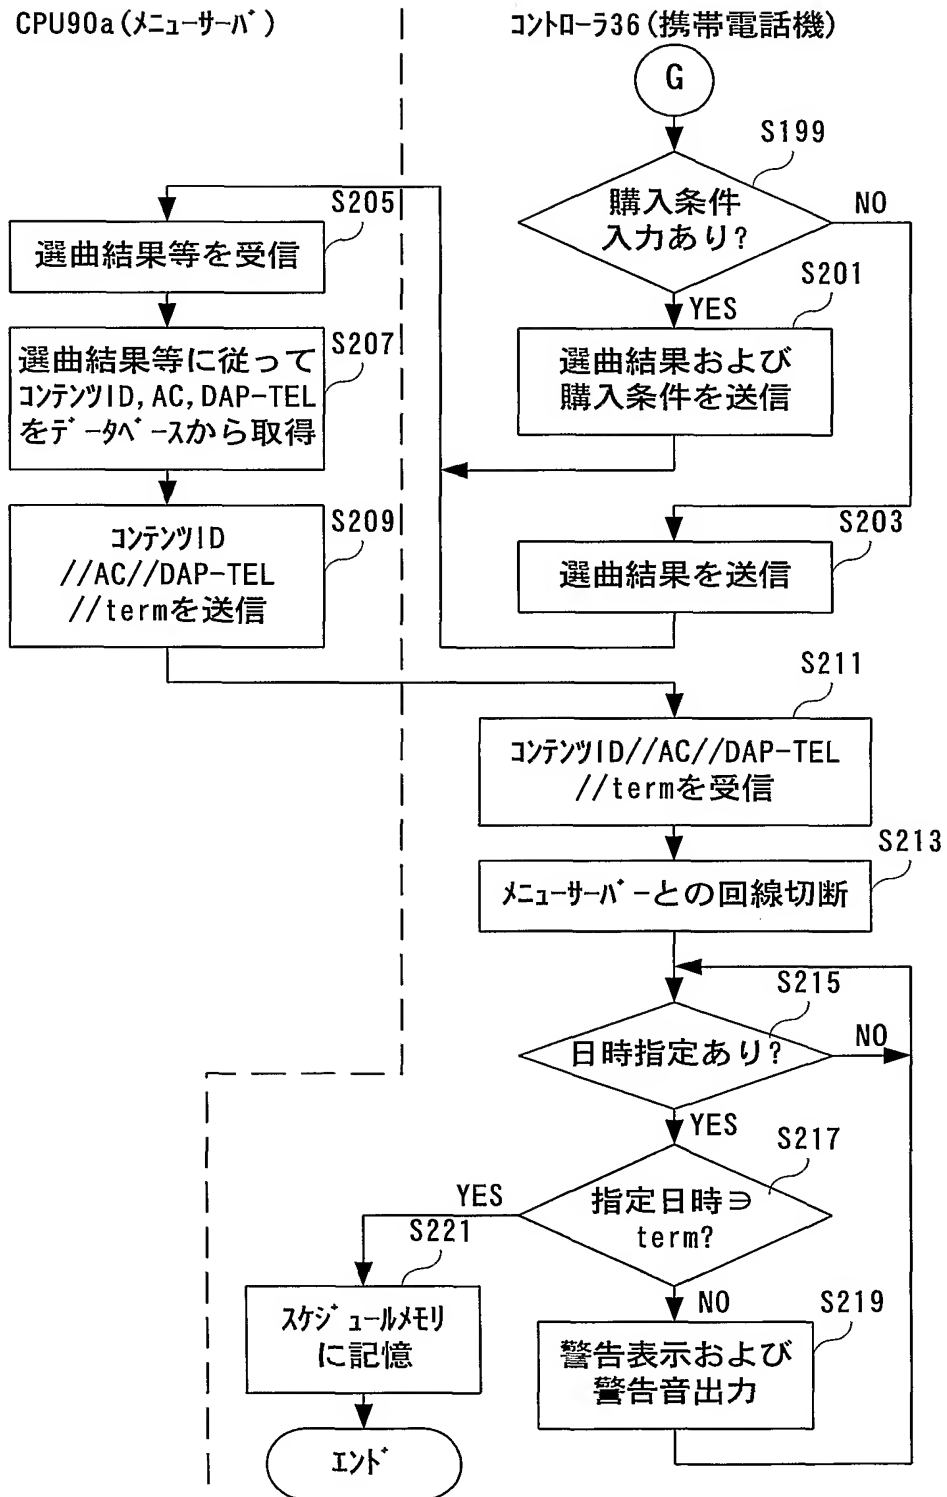 CPU90a(ﾒﾆｭｰｻｰﾊﾞ)
ｺﾝﾄﾛｰﾗ36(携帯電話機)
G
S199
購入条件
入力あり?
NO
YES
S201
選曲結果および
購入条件を送信
S203
選曲結果を送信
S205
選曲結果等を受信
S207
選曲結果等に従って
ｺﾝﾃﾝﾂID,AC,DAP-TEL
をﾃﾞｰﾀﾍﾞｰｽから取得
S209
ｺﾝﾃﾝﾂID
//AC//DAP-TEL
//termを送信
S211
ｺﾝﾃﾝﾂID//AC//DAP-TEL
//termを受信
S213
ﾒﾆｭｰｻｰﾊﾞｰとの回線切断
S215
日時指定あり?
NO
YES
S217
指定日時∋
term?
YES
NO
S219
警告表示および
警告音出力
S221
ｽｹｼﾞｭｰﾙﾒﾓﾘ
に記憶
ｴﾝﾄﾞ